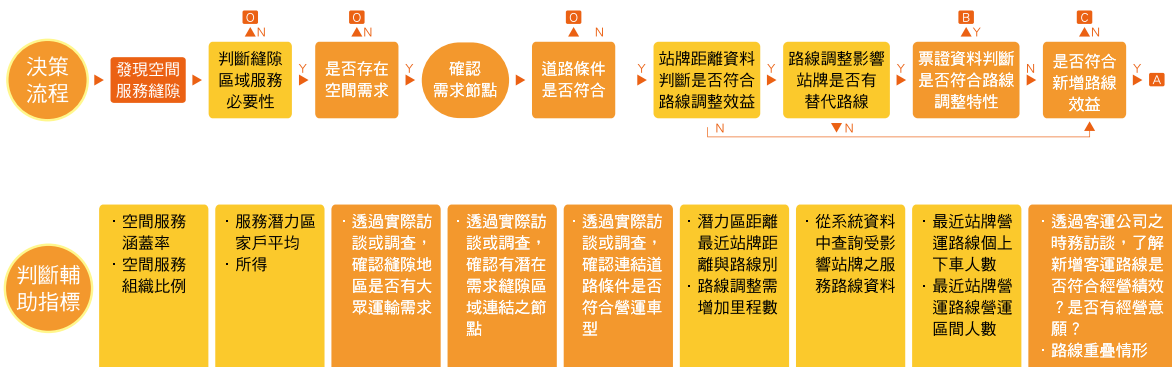 決策
流程
發現空間
服務縫隙
O
N
判斷縫隙
區域服務
必要性
Y
O
N
是否存在
空間需求
Y
確認
需求節點
O
N
道路條件
是否符合
Y
站牌距離資料
判斷是否符合
路線調整效益
N
Y
路線調整影響
站牌是否有
替代路線
N
Y
B
Y
票證資料判斷
是否符合路線
調整特性
N
C
N
是否符合
新增路線
效益
Y
A
判斷輔
助指標
· 空間服務
涵蓋率
· 空間服務
組織比例
· 服務潛力區
家戶平均
· 所得
· 透過實際訪
談或調查，
確認縫隙地
區是否有大
眾運輸需求
· 透過實際訪
談或調查，
確認有潛在
需求縫隙區
域連結之節
點
· 透過實際訪
談或調查，
確認連結道
路條件是否
符合營運車
型
· 潛力區距離
最近站牌距
離與路線別
· 路線調整需
增加里程數
· 從系統資料
中查詢受影
響站牌之服
務路線資料
· 最近站牌營
運路線個上
下車人數
· 最近站牌營
運路線營運
區間人數
· 透過客運公司之
時務訪談，了解
新增客運路線是
否符合經營績效
？是否有經營意
願？
· 路線重疊情形